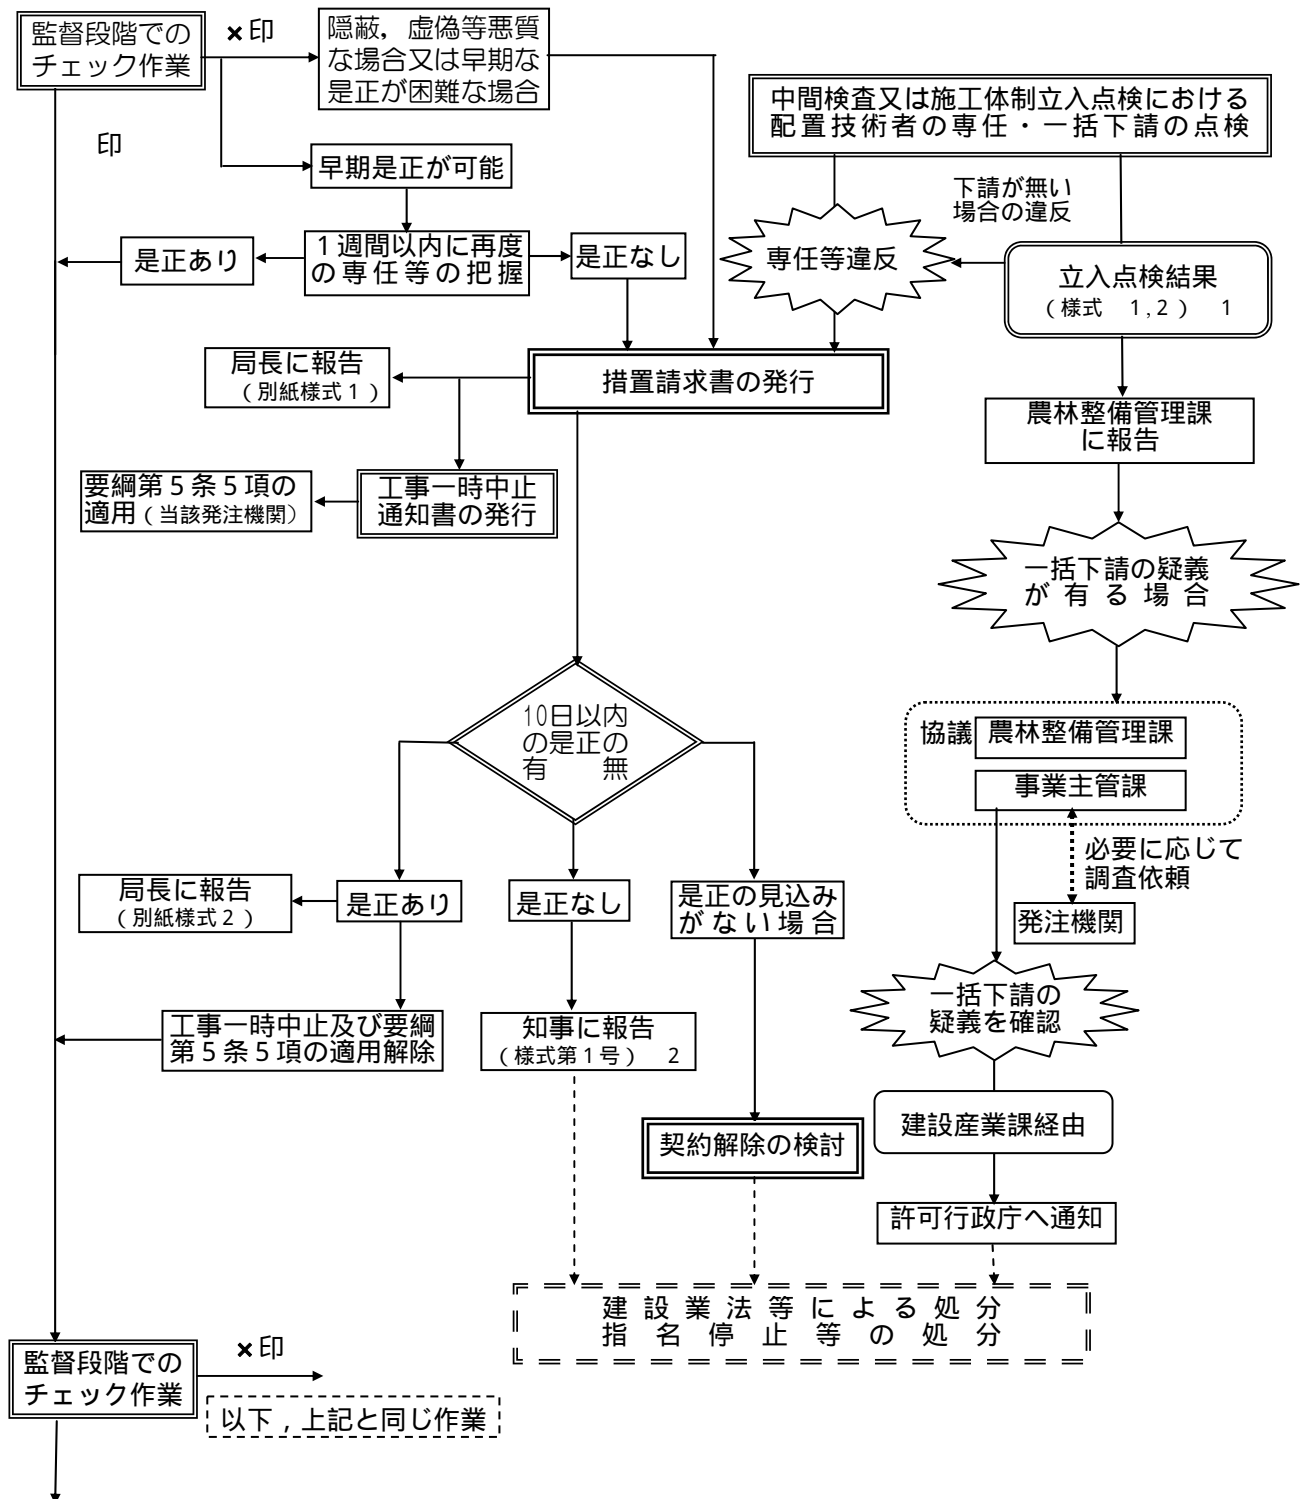 監督段階での
チェック作業
×印
隠蔽，虚偽等悪質
な場合又は早期な
是正が困難な場合
中間検査又は施工体制立入点検における
配置技術者の専任・一括下請の点検
印
早期是正が可能
下請が無い
場合の違反
是正あり
１週間以内に再度
の専任等の把握
是正なし
専任等違反
立入点検結果
（様式　１,２）　１
局長に報告
（別紙様式１）
措置請求書の発行
農林整備管理課
に報告
要綱第５条５項の
適用（当該発注機関）
工事一時中止
通知書の発行
一括下請の疑義
が有る場合
10日以内
の是正の
有　　無
協議
農林整備管理課
事業主管課
必要に応じて
調査依頼
発注機関
局長に報告
（別紙様式２）
是正あり
是正なし
是正の見込み
がない場合
一括下請の
疑義を確認
工事一時中止及び要綱
第５条５項の適用解除
知事に報告
（様式第１号）　２
契約解除の検討
建設産業課経由
許可行政庁へ通知
建設業法等による処分
指名停止等の処分
監督段階での
チェック作業
×印
以下，上記と同じ作業